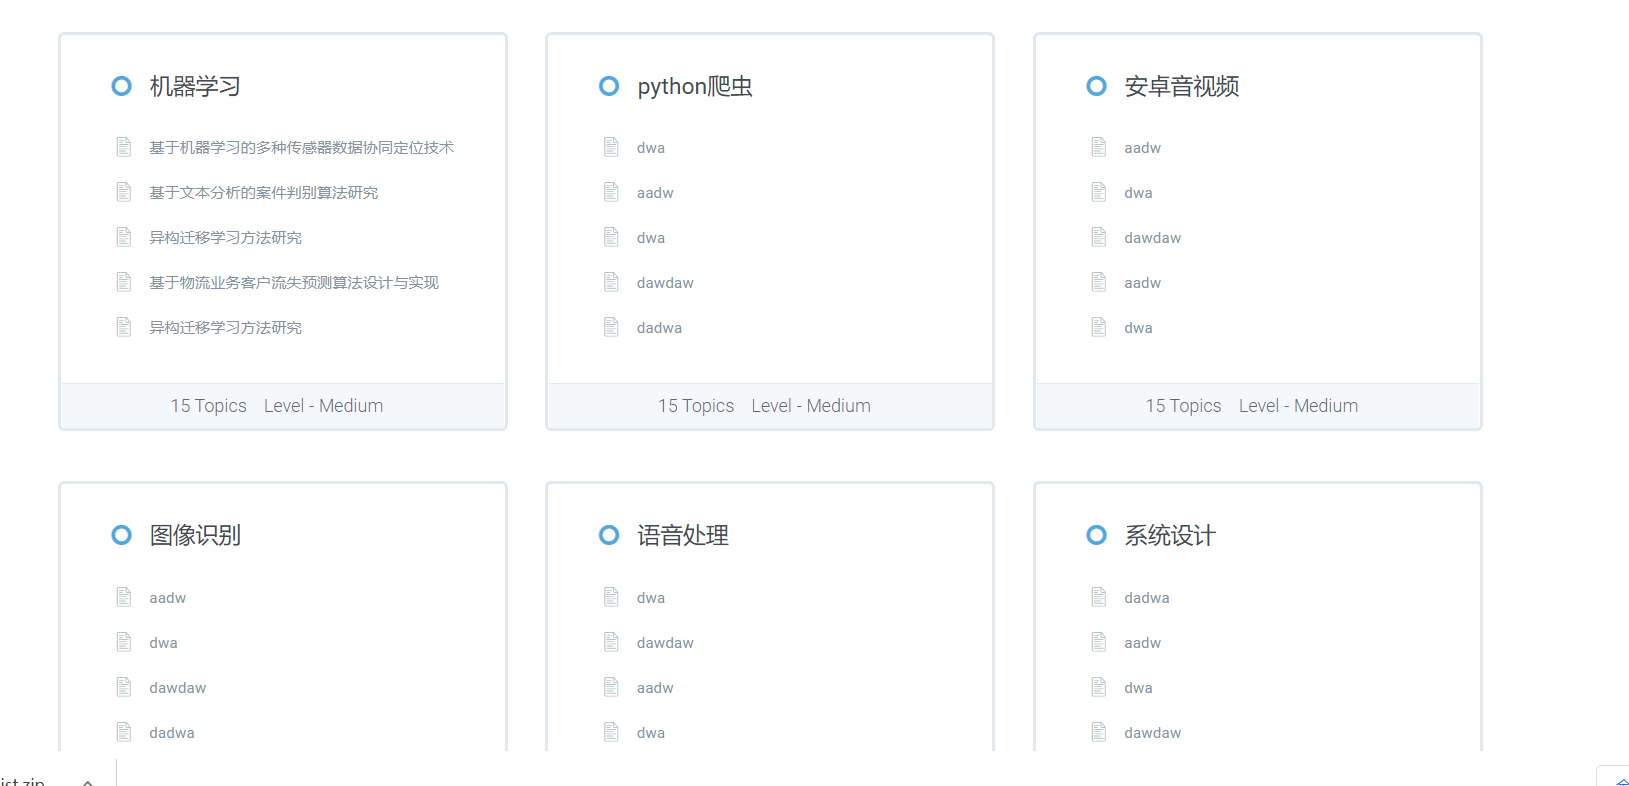 机器学习
基于机器学习的多种传感器数据协同定位技术
基于文本分析的案件判别算法研究
异构迁移学习方法研究
基于物流业务客户流失预测算法设计与实现
异构迁移学习方法研究
15 Topics Level - Medium
python爬虫
dwa
aadw
dwa
dawdaw
dadwa
15 Topics Level - Medium
安卓音视频
aadw
dwa
dawdaw
aadw
dwa
15 Topics Level - Medium
图像识别
aadw
dwa
dawdaw
dadwa
语音处理
dwa
dawdaw
aadw
dwa
系统设计
dadwa
aadw
dwa
dawdaw
ist.zip